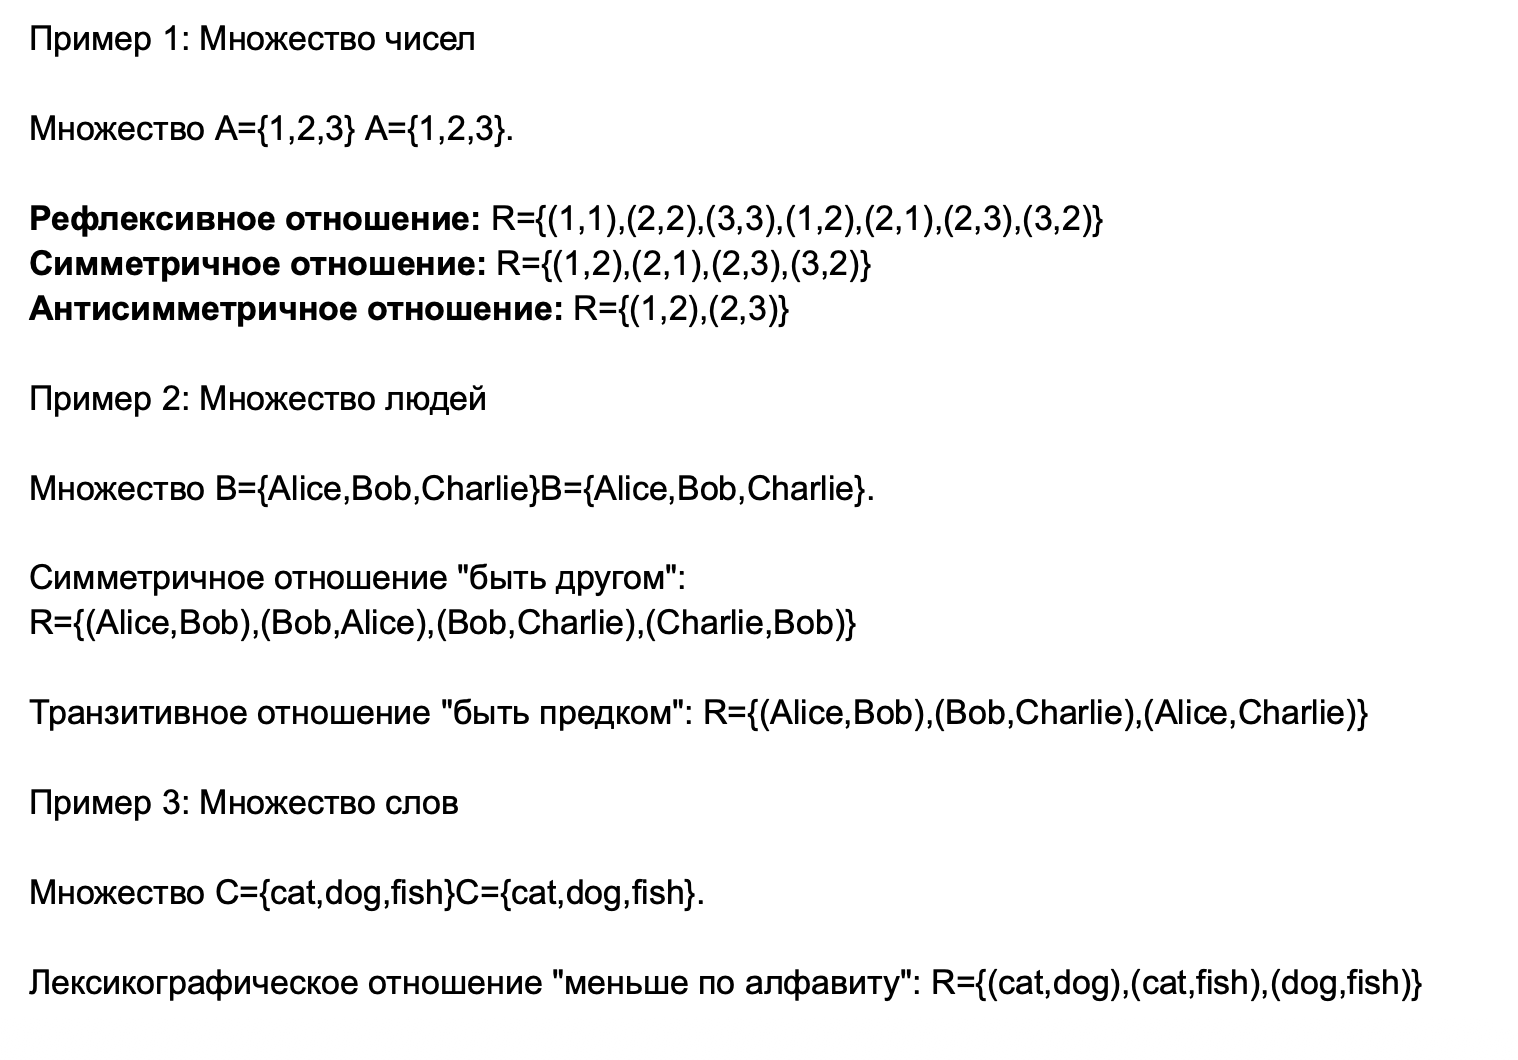 Пример 1: Множество чисел
Множество A={1,2,3} A={1,2,3}.
Рефлексивное отношение: R={(1,1),(2,2),(3,3),(1,2),(2,1),(2,3),(3,2)}
Симметричное отношение: R={(1,2),(2,1),(2,3),(3,2)}
Антисимметричное отношение: R={(1,2),(2,3)}
Пример 2: Множество людей
Множество B={Alice,Bob,Charlie}B={Alice,Bob,Charlie}.
Симметричное отношение "быть другом":
R={(Alice,Bob),(Bob,Alice),(Bob,Charlie),(Charlie,Bob)}
Транзитивное отношение "быть предком": R={(Alice,Bob),(Bob,Charlie),(Alice,Charlie)}
Пример 3: Множество слов
Множество C={cat,dog,fish}C={cat,dog,fish}.
Лексикографическое отношение "меньше по алфавиту": R={(cat,dog),(cat,fish),(dog,fish)}